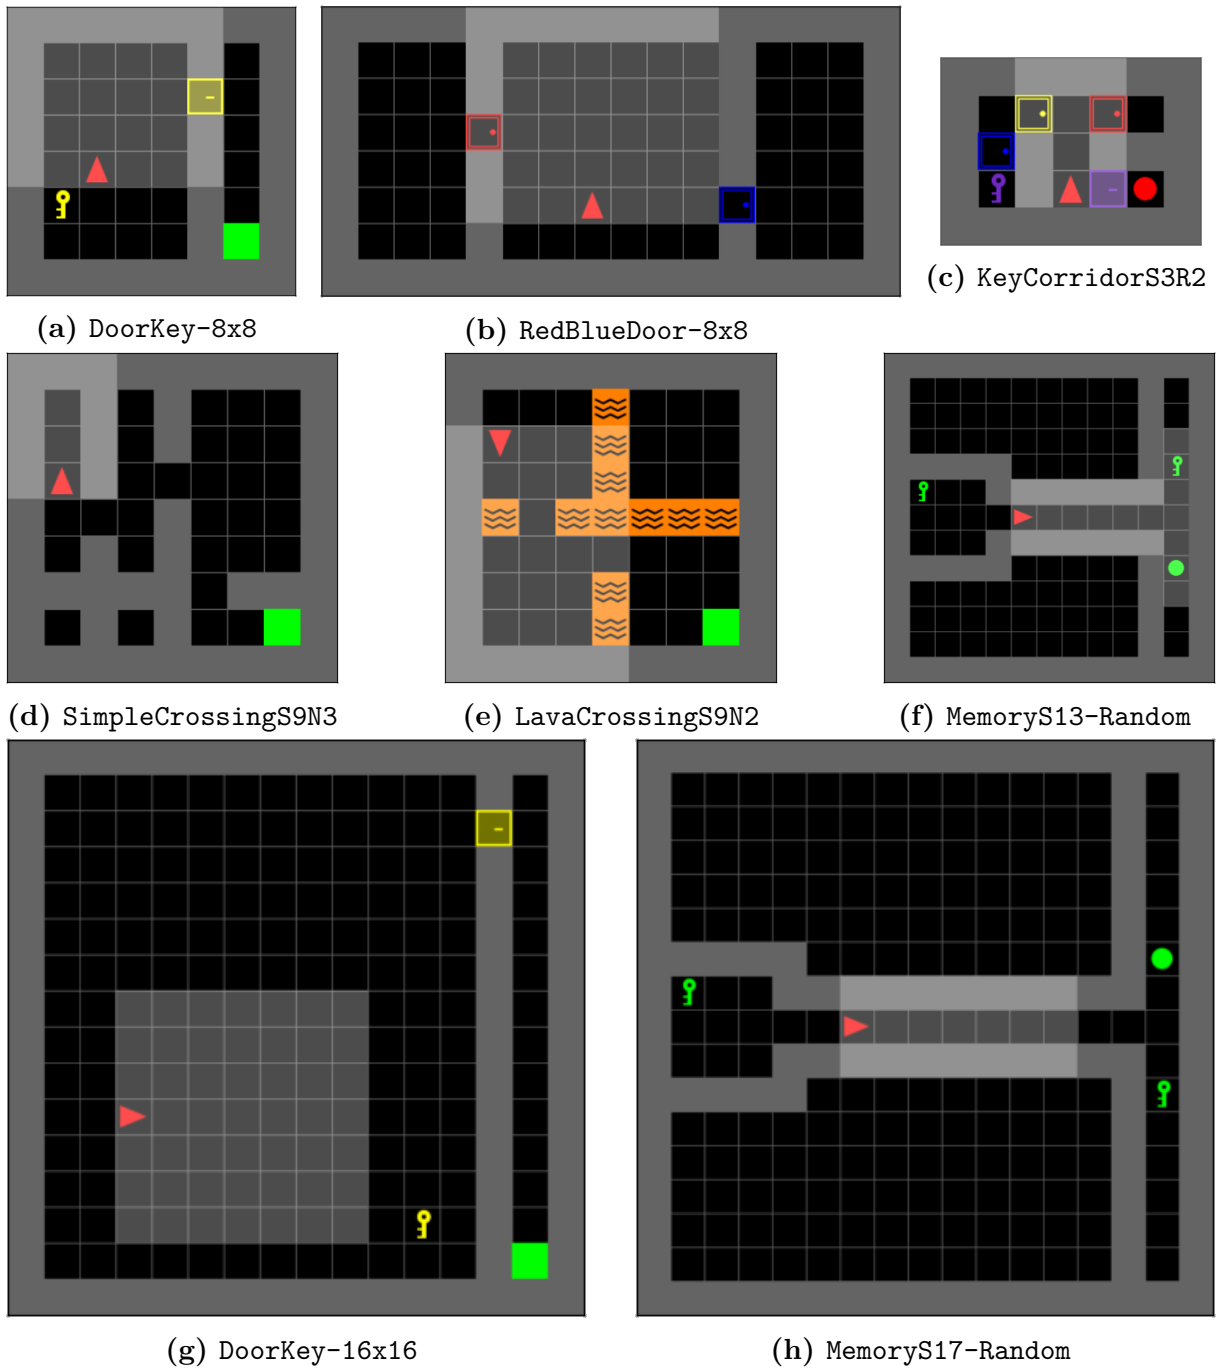 (a) DoorKey-8x8
(b) RedBlueDoor-8x8
(c) KeyCorridorS3R2
(d) SimpleCrossingS9N3
(e) LavaCrossingS9N2
(f) MemoryS13-Random
(g) DoorKey-16x16
(h) MemoryS17-Random